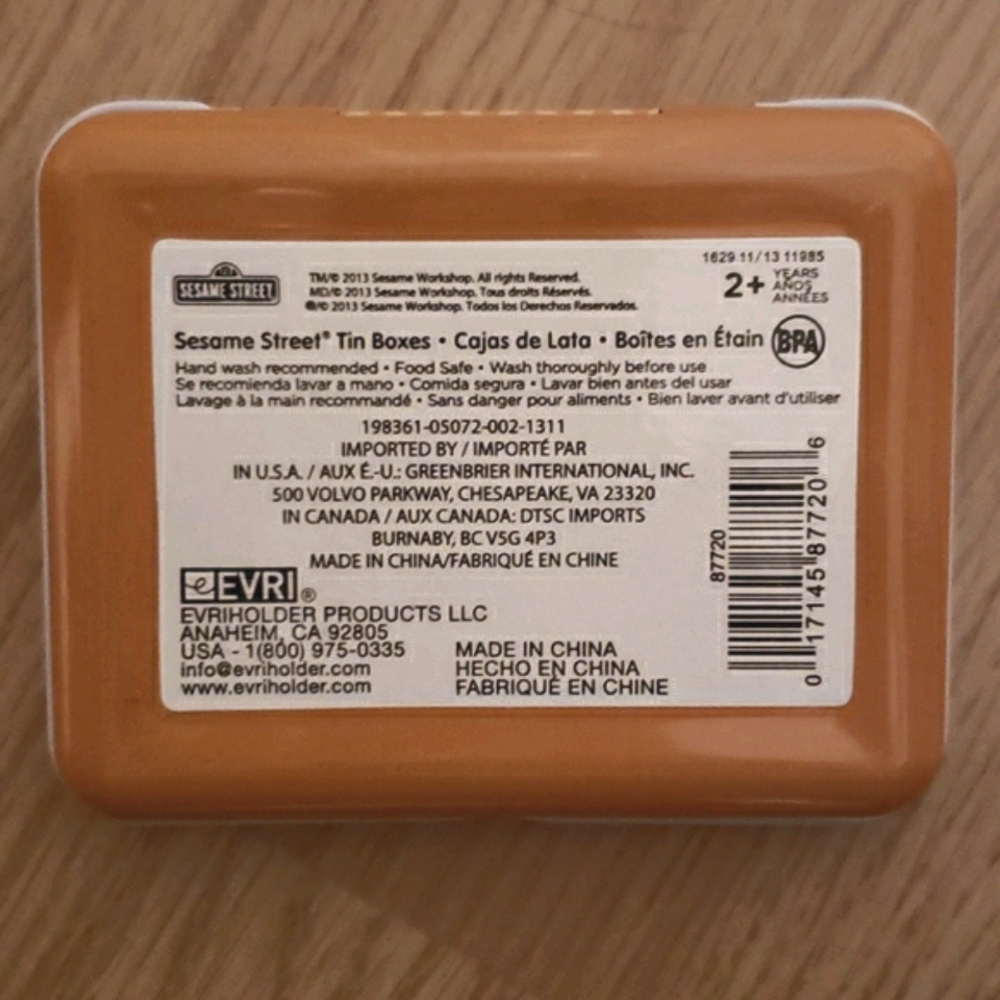 1629 11/13 11985
SESAME STREET
TM/© 2013 Sesame Workshop. All rights Reserved.
MD/© 2013 Sesame Workshop. Tous droits Réservés.
®/© 2013 Sesame Workshop. Todos los Derechos Reservados.
2+ YEARS
AÑOS
ANNÉES
Sesame Street® Tin Boxes • Cajas de Lata • Boîtes en Étain
BPA
Hand wash recommended • Food Safe • Wash thoroughly before use
Se recomienda lavar a mano • Comida segura • Lavar bien antes del usar
Lavage à la main recommandé • Sans danger pour aliments • Bien laver avant d'utiliser
198361-05072-002-1311
IMPORTED BY / IMPORTÉ PAR
IN U.S.A. / AUX É.-U.: GREENBRIER INTERNATIONAL, INC.
500 VOLVO PARKWAY, CHESAPEAKE, VA 23320
IN CANADA / AUX CANADA: DTSC IMPORTS
BURNABY, BC V5G 4P3
MADE IN CHINA/FABRIQUÉ EN CHINE
e EVRI®
EVRIHOLDER PRODUCTS LLC
ANAHEIM, CA 92805
USA - 1(800) 975-0335
info@evriholder.com
www.evriholder.com
MADE IN CHINA
HECHO EN CHINA
FABRIQUÉ EN CHINE
87720
0 17145 87720 6